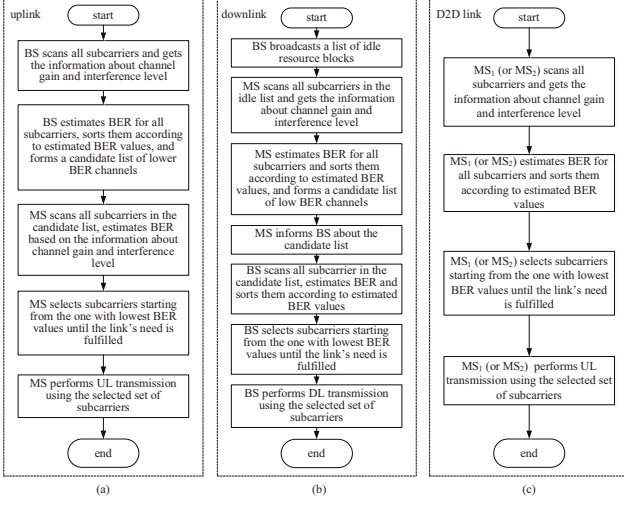 uplink
start
BS scans all subcarriers and gets
the information about channel
gain and interference level
BS estimates BER for all
subcarriers, sorts them according
to estimated BER values, and
forms a candidate list of lower
BER channels
MS scans all subcarriers in the
candidate list, estimates BER
based on the information about
channel gain and interference
level
MS selects subcarriers starting
from the one with lowest BER
values until the link's need is
fulfilled
MS performs UL transmission
using the selected set of
subcarriers
end
(a)
downlink
start
BS broadcasts a list of idle
resource blocks
MS scans all subcarriers in the
idle list and gets the information
about channel gain and
interference level
MS estimates BER for all
subcarriers and sorts them
according to estimated BER
values, and forms a candidate list
of low BER channels
MS informs BS about the
candidate list
BS scans all subcarrier in the
candidate list, estimates BER and
sorts them according to estimated
BER values
BS selects subcarriers starting
from the one with lowest BER
values until the link's need is
fulfilled
BS performs DL transmission
using the selected set of
subcarriers
end
(b)
D2D link
start
MS₁ (or MS₂) scans all
subcarriers and gets the
information about channel gain
and interference level
MS₁ (or MS₂) estimates BER for
all subcarriers and sorts them
according to estimated BER
values
MS₁ (or MS₂) selects subcarriers
starting from the one with lowest
BER values until the link's need is
fulfilled
MS₁ (or MS₂) performs UL
transmission using the selected set
of subcarriers
end
(c)